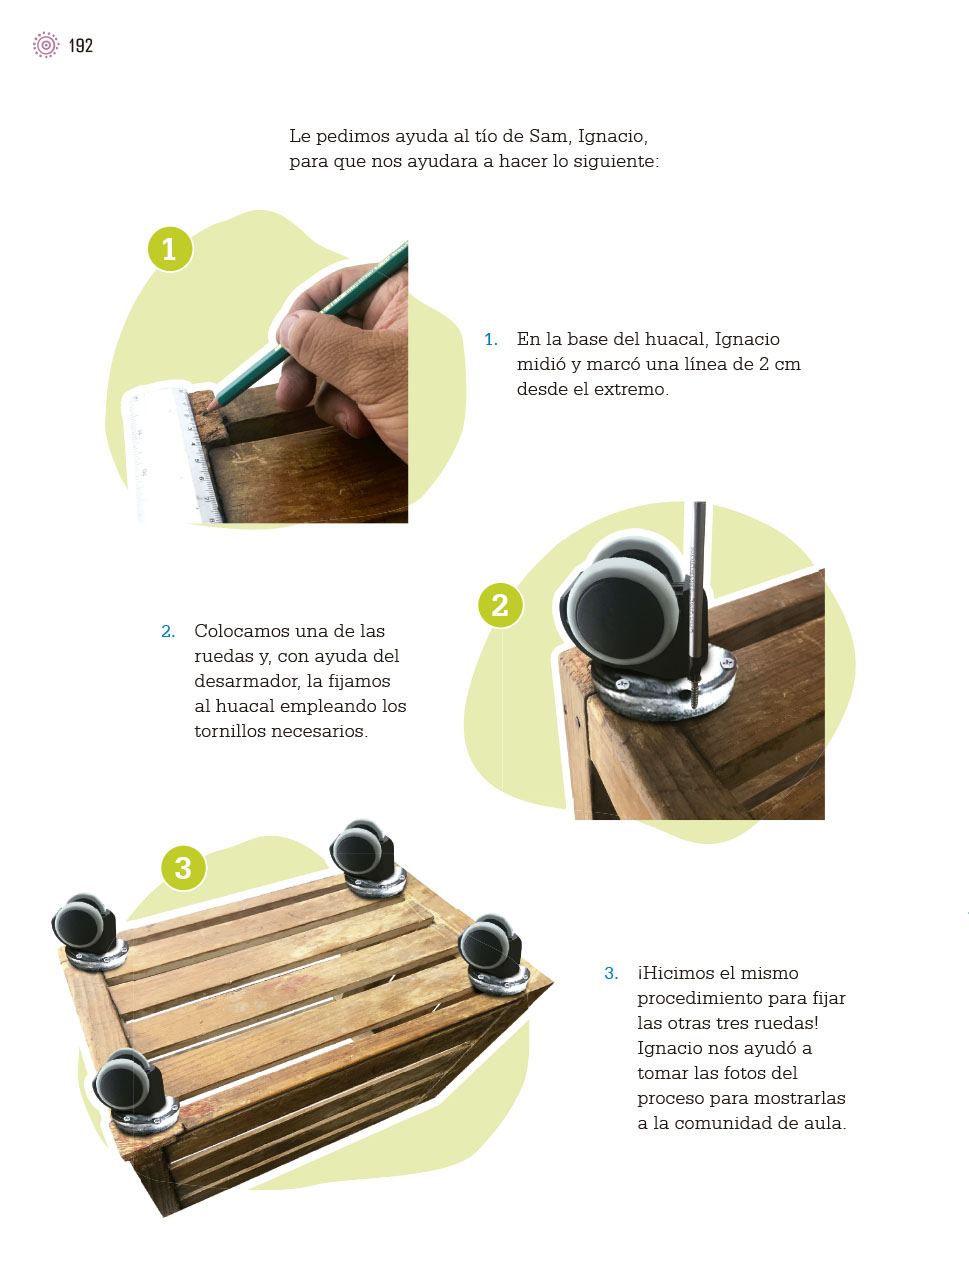 192
Le pedimos ayuda al tío de Sam, Ignacio,
para que nos ayudara a hacer lo siguiente:
1
1. En la base del huacal, Ignacio
midió y marcó una línea de 2 cm
desde el extremo.
2
2. Colocamos una de las
ruedas y, con ayuda del
desarmador, la fijamos
al huacal empleando los
tornillos necesarios.
3
3. ¡Hicimos el mismo
procedimiento para fijar
las otras tres ruedas!
Ignacio nos ayudó a
tomar las fotos del
proceso para mostrarlas
a la comunidad de aula.